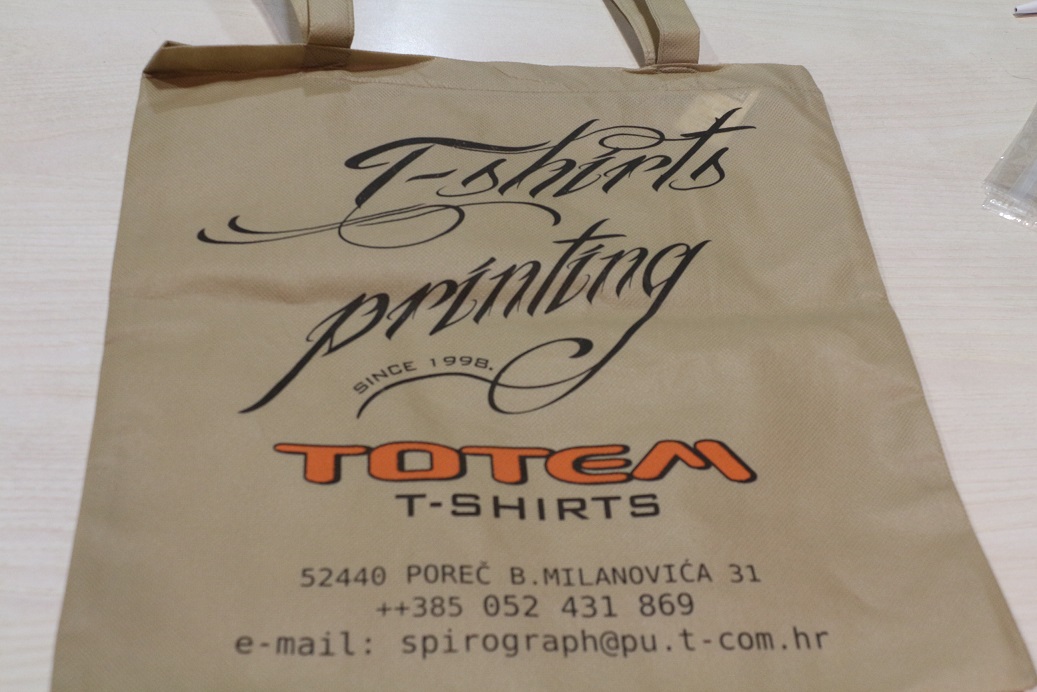 T-shirts
printing
SINCE 1998.
TOTEM
T-SHIRTS
52440 POREČ B.MILANOVIĆA 31
++385 052 431 869
e-mail: spirograph@pu.t-com.hr